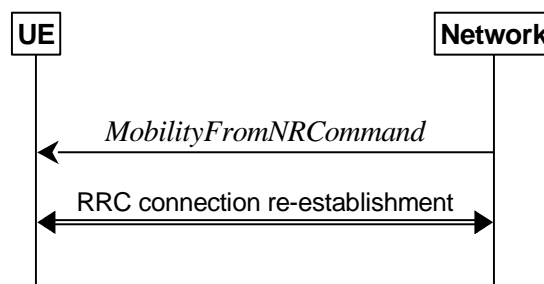 UE
Network
MobilityFromNRCommand
RRC connection re-establishment